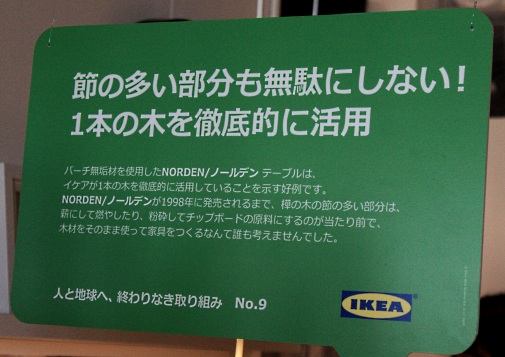 節の多い部分も無駄にしない!
1本の木を徹底的に活用
バーチ無垢材を使用したNORDEN/ノールデン テーブルは、
イケアが1本の木を徹底的に活用していることを示す好例です。
NORDEN/ノールデンが1998年に発売されるまで、樺の木の節の多い部分は、
薪にして燃やしたり、粉砕してチップボードの原料にするのが当たり前で、
木材をそのまま使って家具をつくるなんて誰も考えませんでした。
人と地球へ、終わりなき取り組み No.9
IKEA